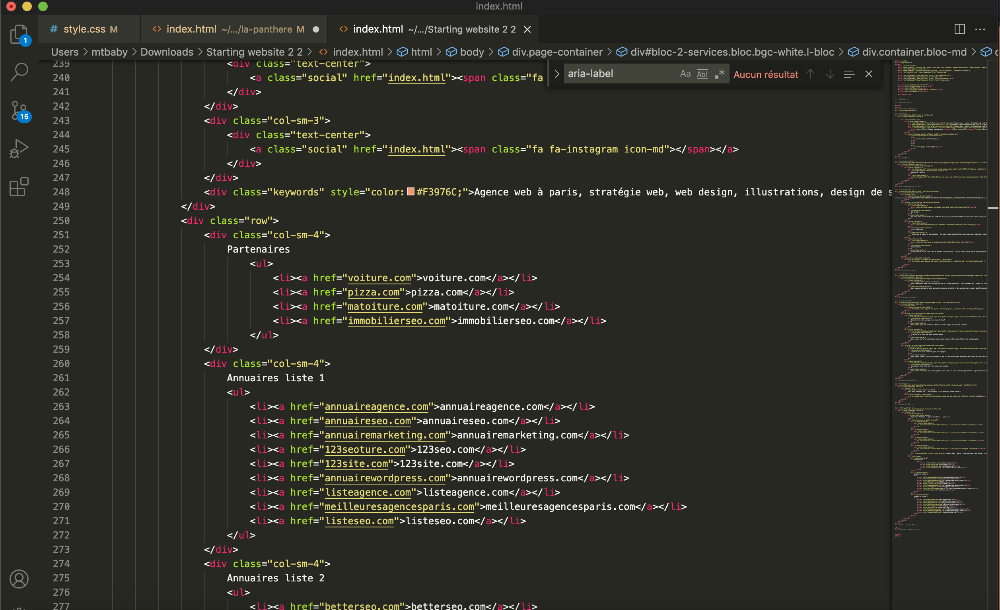 index.html
# style.css M
<> index.html ~/.../la-panthere M
<> index.html ~/.../Starting website 2 2
Users > mtbaby > Downloads > Starting website 2 2 > <> index.html > html > body > div.page-container > div#bloc-2-services.bloc.bgc-white.l-bloc > div.container.bloc-md >
aria-label Aa Abl .* Aucun résultat
1
15
239 <div class="text-center">
240 <a class="social" href="index.html"><span class="fa
241 </div>
242 </div>
243 <div class="col-sm-3">
244 <div class="text-center">
245 <a class="social" href="index.html"><span class="fa fa-instagram icon-md"></span></a>
246 </div>
247 </div>
248 <div class="keywords" style="color:#F3976C;">Agence web à paris, stratégie web, web design, illustrations, design de s
249 </div>
250 <div class="row">
251 <div class="col-sm-4">
252 Partenaires
253 <ul>
254 <li><a href="voiture.com">voiture.com</a></li>
255 <li><a href="pizza.com">pizza.com</a></li>
256 <li><a href="matoiture.com">matoiture.com</a></li>
257 <li><a href="immobilierseo.com">immobilierseo.com</a></li>
258 </ul>
259 </div>
260 <div class="col-sm-4">
261 Annuaires liste 1
262 <ul>
263 <li><a href="annuaireagence.com">annuaireagence.com</a></li>
264 <li><a href="annuaireseo.com">annuaireseo.com</a></li>
265 <li><a href="annuairemarketing.com">annuairemarketing.com</a></li>
266 <li><a href="123seoture.com">123seo.com</a></li>
267 <li><a href="123site.com">123site.com</a></li>
268 <li><a href="annuairewordpress.com">annuairewordpress.com</a></li>
269 <li><a href="listeagence.com">listeagence.com</a></li>
270 <li><a href="meilleuresagencesparis.com">meilleuresagencesparis.com</a></li>
271 <li><a href="listeseo.com">listeseo.com</a></li>
272 </ul>
273 </div>
274 <div class="col-sm-4">
275 Annuaires liste 2
276 <ul>
277 <li><a href="betterseo.com">betterseo.com</a></li>